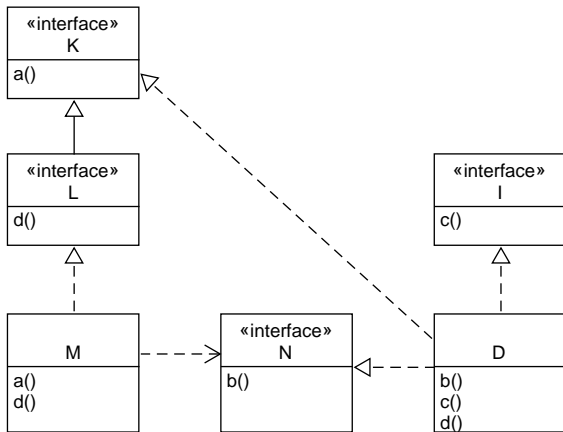 «interface»
K
a()
«interface»
L
d()
«interface»
I
c()
M
a()
d()
«interface»
N
b()
D
b()
c()
d()